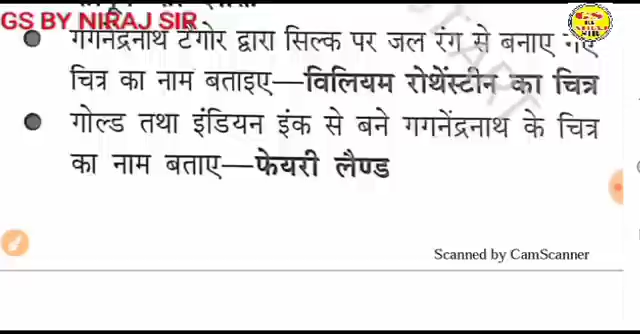 GS BY NIRAJ SIR
गगनेंद्रनाथ टैगोर द्वारा सिल्क पर जल रंग से बनाए गए
चित्र का नाम बताइए—विलियम रोथेंस्टीन का चित्र
गोल्ड तथा इंडियन इंक से बने गगनेंद्रनाथ के चित्र
का नाम बताए—फेयरी लैण्ड
Scanned by CamScanner